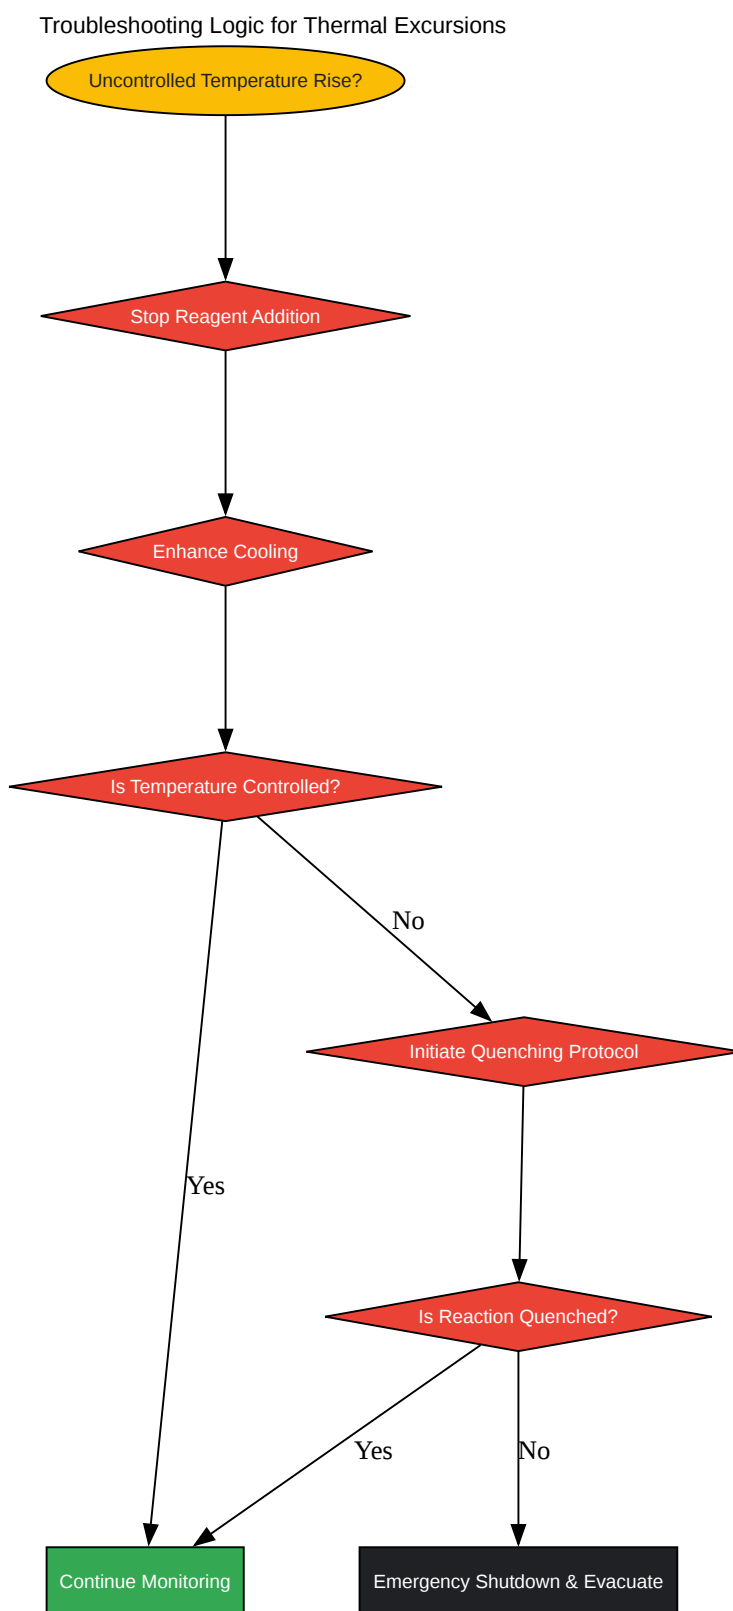 Troubleshooting Logic for Thermal Excursions
Uncontrolled Temperature Rise?
Stop Reagent Addition
Enhance Cooling
Is Temperature Controlled?
No
Initiate Quenching Protocol
Yes
Is Reaction Quenched?
Yes
No
Continue Monitoring
Emergency Shutdown & Evacuate